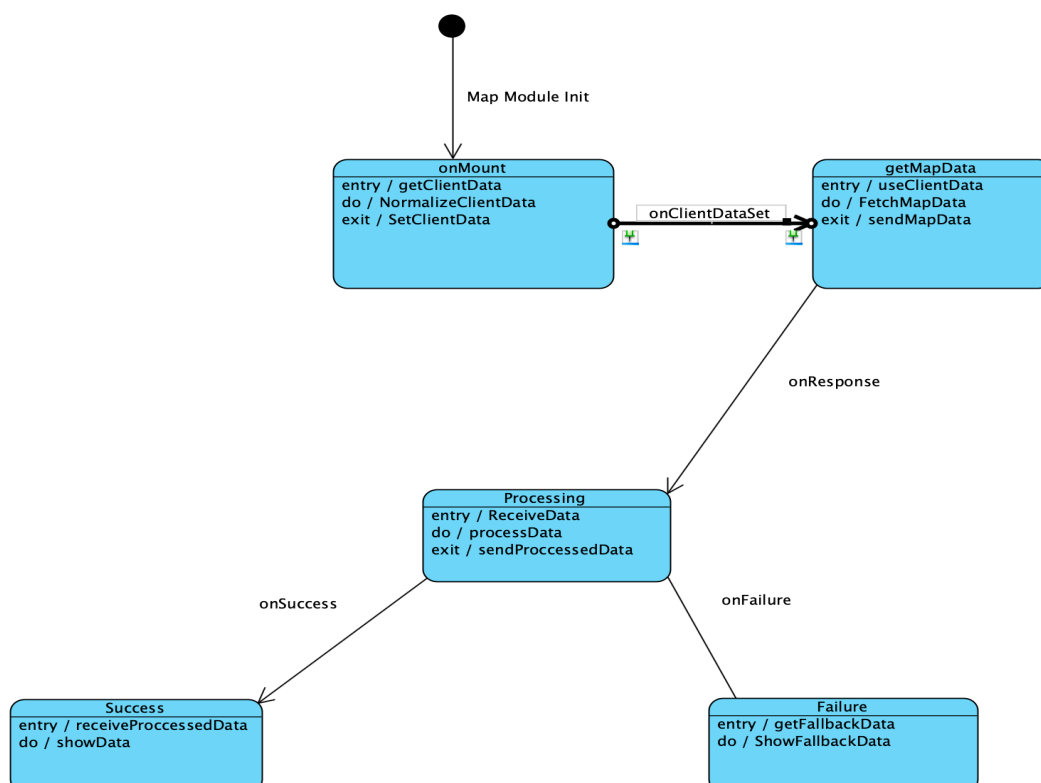 Map Module Init
onMount
entry / getClientData
do / NormalizeClientData
exit / SetClientData
onClientDataSet
getMapData
entry / useClientData
do / FetchMapData
exit / sendMapData
onResponse
Processing
entry / ReceiveData
do / processData
exit / sendProccessedData
onSuccess
onFailure
Success
entry / receiveProccessedData
do / showData
Failure
entry / getFallbackData
do / ShowFallbackData